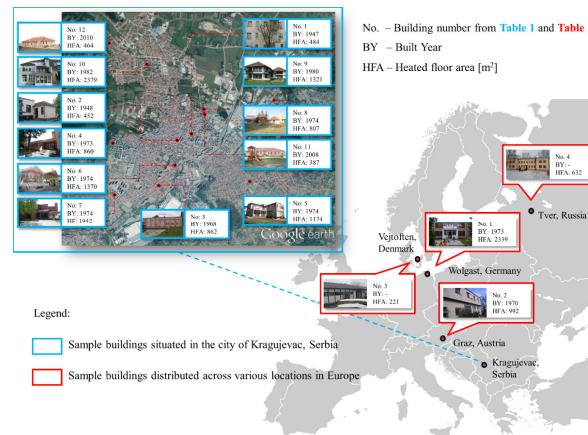 No. 12
BY: 2010
HFA: 464
No. 10
BY: 1982
HFA: 2379
No. 2
BY: 1948
HFA: 452
No: 4
BY: 1973
HFA: 860
No: 6
BY: 1974
HFA: 1370
No: 7
BY: 1974
HFA: 1942
No. 1
BY: 1947
HFA: 484
No. 9
BY: 1980
HFA: 1321
No: 8
BY: 1974
HFA: 807
No: 11
BY: 2008
HFA: 387
No: 5
BY: 1974
HFA: 1174
No: 3
BY: 1968
HFA: 862
Google earth
No. – Building number from Table 1 and Table
BY – Built Year
HFA – Heated floor area [m²]
No. 4
BY: -
HFA: 632
Tver, Russia
No. 1
BY: 1973
HFA: 2339
Vejtoften,
Denmark
Wolgast, Germany
No. 3
BY: -
HFA: 221
No. 2
BY: 1970
HFA: 992
Graz, Austria
Kragujevac,
Serbia
Legend:
Sample buildings situated in the city of Kragujevac, Serbia
Sample buildings distributed across various locations in Europe